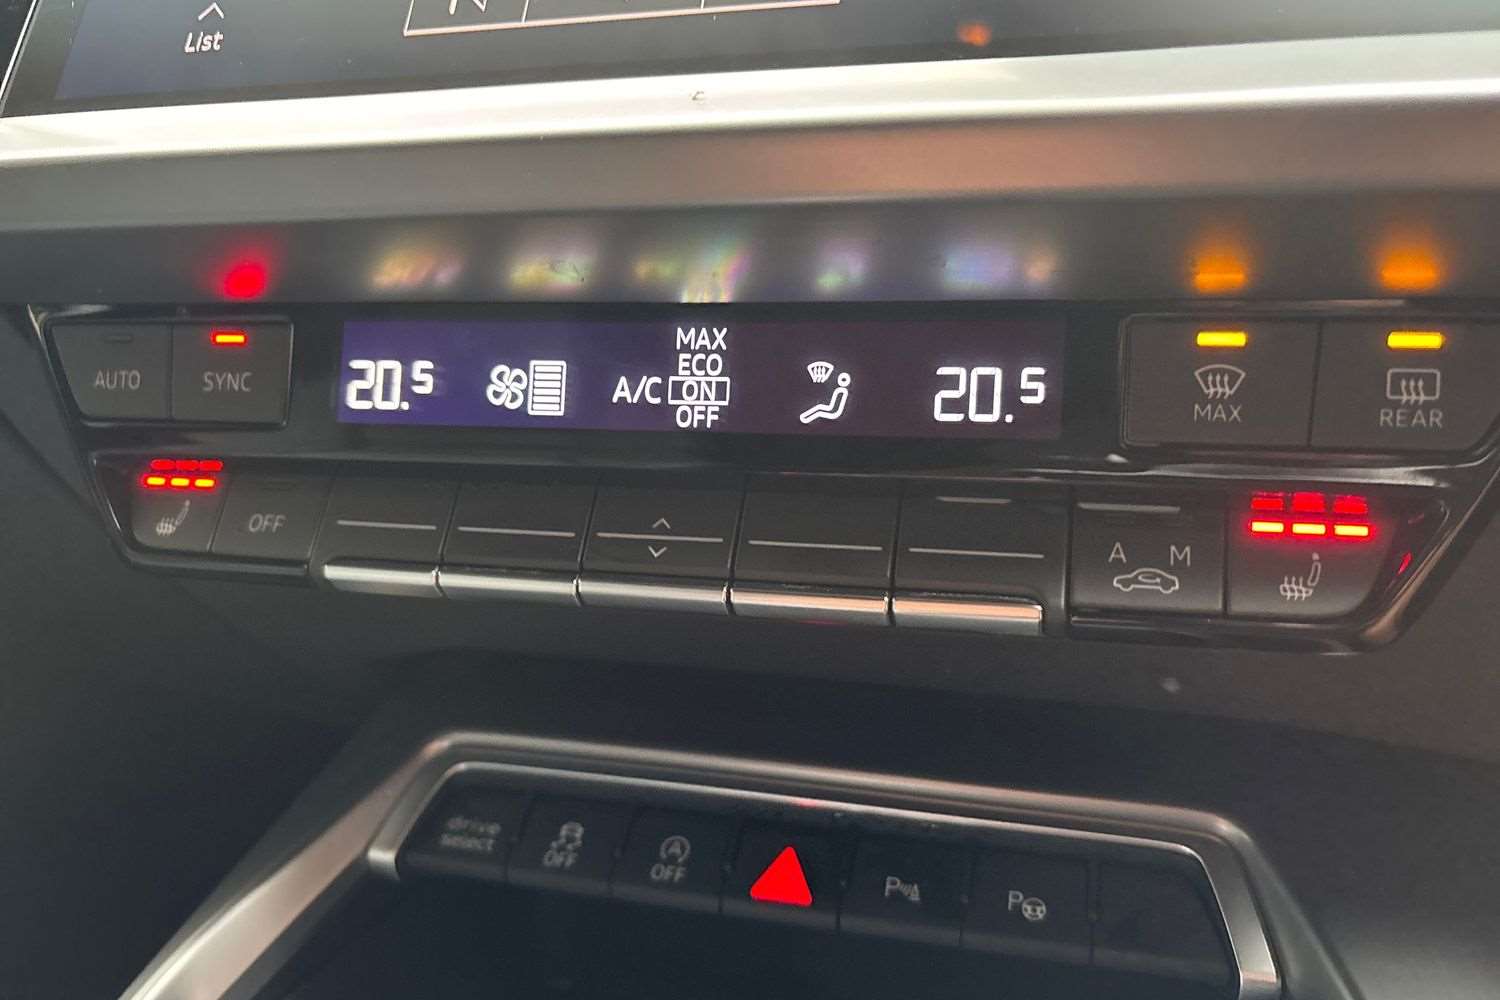 List
AUTO
SYNC
20.5
A/C
MAX
ECO
ON
OFF
20.5
MAX
REAR
OFF
A M
drive
select
OFF
A
OFF
P
P